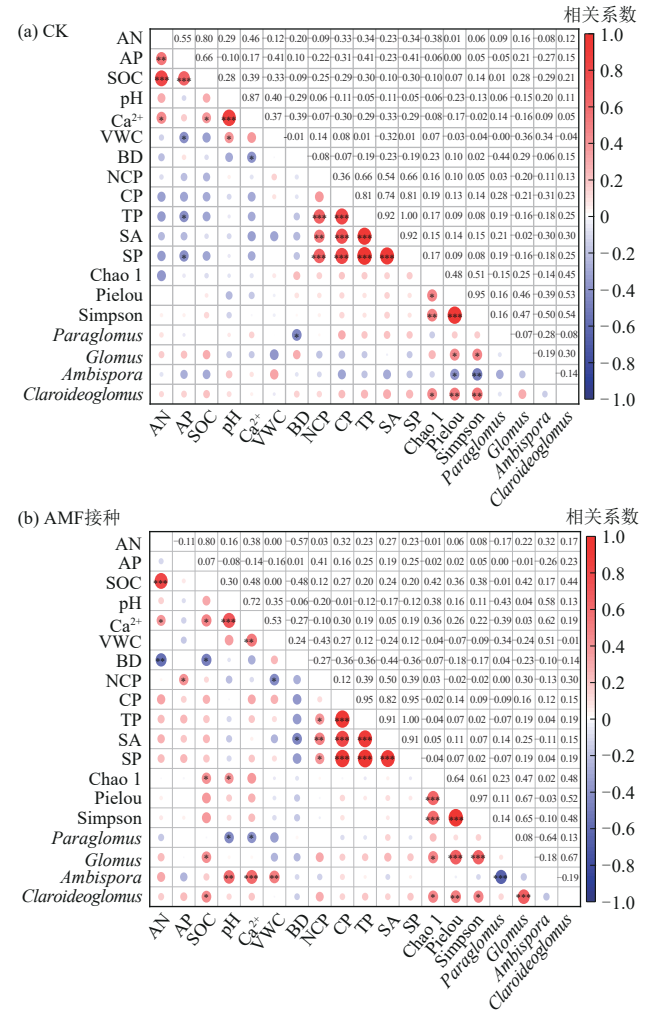 (a) CK
相关系数
AN 0.55 0.80 0.29 0.46 −0.12 −0.20 −0.09 −0.33 −0.34 −0.23 −0.34 −0.38 0.01 0.06 0.09 0.16 −0.08 0.12
AP ** 0.66 −0.10 0.17 −0.41 0.10 −0.22 −0.31 −0.41 −0.23 −0.41 −0.06 0.00 0.05 −0.05 0.21 −0.27 0.15
SOC *** *** 0.28 0.39 −0.33 −0.09 −0.25 −0.29 −0.30 −0.10 −0.30 −0.10 0.07 0.14 0.01 0.28 −0.29 0.21
pH 0.87 0.40 −0.29 −0.06 −0.11 −0.05 −0.11 −0.05 −0.06 −0.23 −0.13 0.06 −0.15 0.20 0.11
Ca²⁺ * * *** 0.37 −0.39 −0.07 −0.30 −0.29 −0.33 −0.29 −0.08 −0.17 −0.02 0.14 −0.16 0.09 0.05
VWC * * −0.01 0.14 0.08 0.01 −0.32 0.01 0.07 −0.03 −0.04 −0.00 −0.36 0.34 −0.04
BD * −0.08 −0.07 −0.19 −0.23 −0.19 0.23 0.10 0.02 −0.44 0.29 −0.06 0.15
NCP 0.36 0.66 0.54 0.66 0.19 0.10 0.05 0.03 −0.20 −0.11 0.13
CP 0.81 0.74 0.81 0.19 0.13 0.14 0.28 −0.21 −0.31 0.23
TP * *** *** 0.92 1.00 0.17 0.09 0.08 0.19 −0.16 −0.18 0.25
SA ** *** *** 0.92 0.15 0.14 0.15 0.21 −0.02 −0.30 0.30
SP * *** *** *** *** 0.17 0.09 0.08 0.19 −0.16 −0.18 0.25
Chao 1 0.48 0.51 −0.15 0.25 −0.14 0.45
Pielou * 0.95 0.16 0.46 −0.39 0.53
Simpson ** *** 0.16 0.47 −0.50 0.54
Paraglomus * −0.07 −0.28 −0.08
Glomus * * −0.19 0.30
Ambispora * ** −0.14
Claroideoglomus * ** **
AN AP SOC pH Ca²⁺ VWC BD NCP CP TP SA SP Chao 1 Pielou Simpson Paraglomus Glomus Ambispora Claroideoglomus
1.0
0.8
0.6
0.4
0.2
0
−0.2
−0.4
−0.6
−0.8
−1.0
(b) AMF接种
相关系数
AN −0.11 0.80 0.16 0.38 0.00 −0.57 0.03 0.32 0.23 0.27 0.23 −0.01 0.06 0.08 −0.17 0.22 0.32 0.17
AP 0.07 −0.08 −0.14 −0.16 0.01 0.41 0.16 0.25 0.19 0.25 −0.02 0.02 0.05 0.00 −0.01 −0.26 0.23
SOC *** 0.30 0.48 0.00 −0.48 0.12 0.27 0.20 0.24 0.20 0.42 0.36 0.38 −0.01 0.42 0.17 0.44
pH 0.72 0.35 −0.06 −0.20 −0.01 −0.12 −0.17 −0.12 0.38 0.16 0.11 −0.43 0.04 0.58 0.13
Ca²⁺ * * *** 0.53 −0.27 −0.10 0.30 0.19 0.05 0.19 0.36 0.26 0.22 −0.39 0.03 0.62 0.19
VWC ** 0.24 −0.43 0.27 0.12 −0.24 0.12 −0.04 −0.07 −0.09 −0.34 −0.24 0.51 −0.01
BD ** * −0.27 −0.36 −0.36 −0.44 −0.36 −0.07 −0.18 −0.17 0.04 −0.23 −0.10 −0.14
NCP * * 0.12 0.39 0.50 0.39 0.03 −0.02 −0.02 0.00 0.30 −0.13 0.30
CP 0.95 0.82 0.95 −0.02 0.14 0.09 −0.09 0.16 0.12 0.15
TP * *** 0.91 1.00 −0.04 0.07 0.02 −0.07 0.19 0.04 0.19
SA * ** *** *** 0.91 0.05 0.11 0.07 0.14 0.25 −0.11 0.15
SP * *** *** *** −0.04 0.07 0.02 −0.07 0.19 0.04 0.19
Chao 1 * * 0.64 0.61 0.23 0.47 0.02 0.48
Pielou *** 0.97 0.11 0.67 −0.03 0.52
Simpson *** *** 0.14 0.65 −0.10 0.48
Paraglomus * * 0.08 −0.64 0.13
Glomus * * *** *** −0.18 0.67
Ambispora ** *** ** *** −0.19
Claroideoglomus * * ** * ***
AN AP SOC pH Ca²⁺ VWC BD NCP CP TP SA SP Chao 1 Pielou Simpson Paraglomus Glomus Ambispora Claroideoglomus
1.0
0.8
0.6
0.4
0.2
0
−0.2
−0.4
−0.6
−0.8
−1.0